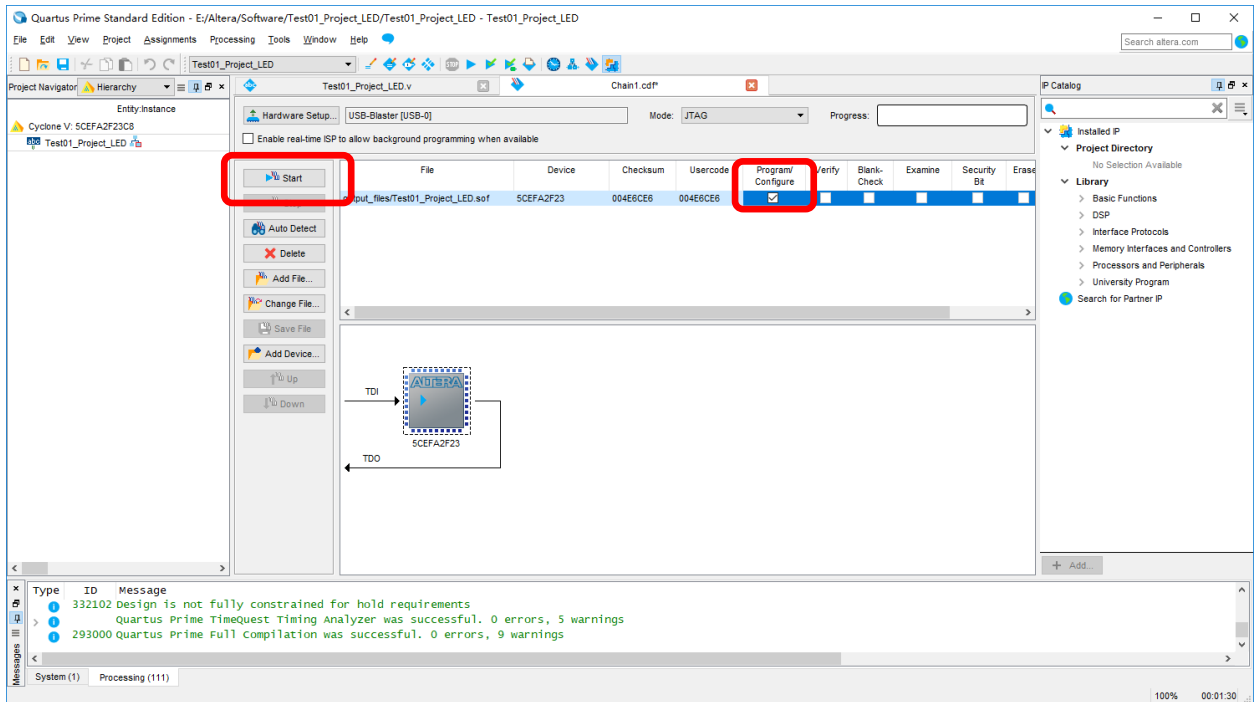 Quartus Prime Standard Edition - E:/Altera/Software/Test01_Project_LED/Test01_Project_LED - Test01_Project_LED
File Edit View Project Assignments Processing Tools Window Help
Search altera.com
Test01_Project_LED
Project Navigator Hierarchy
Test01_Project_LED.v
Chain1.cdf*
IP Catalog
Entity:Instance
Cyclone V: 5CEFA2F23C8
Test01_Project_LED
Hardware Setup... USB-Blaster [USB-0] Mode: JTAG Progress:
Enable real-time ISP to allow background programming when available
Start
Auto Detect
Delete
Add File...
Change File...
Save File
Add Device...
Up
Down
File Device Checksum Usercode Program/ Configure Verify Blank- Check Examine Security Bit Erase
output_files/Test01_Project_LED.sof 5CEFA2F23 004E6CE6 004E6CE6
TDI
ALTERA
5CEFA2F23
TDO
Installed IP
Project Directory
No Selection Available
Library
Basic Functions
DSP
Interface Protocols
Memory Interfaces and Controllers
Processors and Peripherals
University Program
Search for Partner IP
+ Add...
Type ID Message
332102 Design is not fully constrained for hold requirements
Quartus Prime TimeQuest Timing Analyzer was successful. 0 errors, 5 warnings
293000 Quartus Prime Full Compilation was successful. 0 errors, 9 warnings
Messages
System (1) Processing (111)
100% 00:01:30